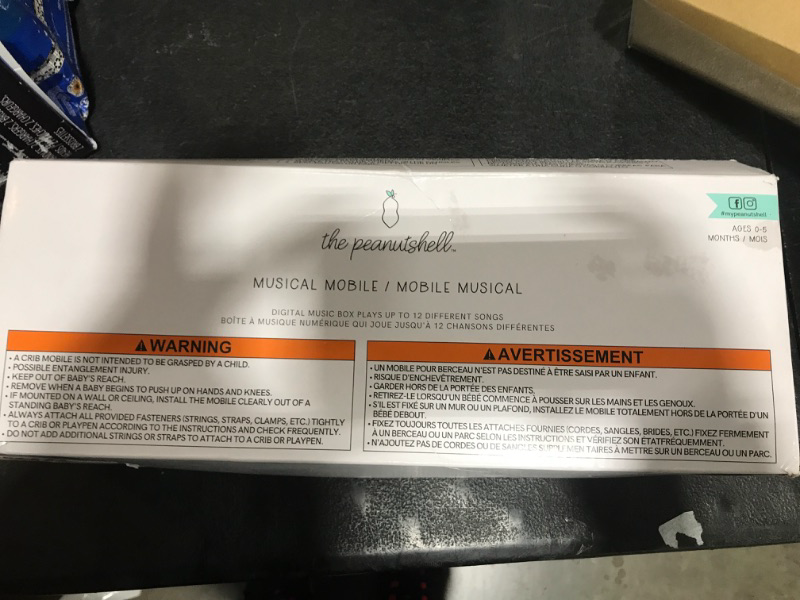 the peanutshell™
#mypeanutshell
AGES 0-5
MONTHS / MOIS
MUSICAL MOBILE / MOBILE MUSICAL
DIGITAL MUSIC BOX PLAYS UP TO 12 DIFFERENT SONGS
BOÎTE À MUSIQUE NUMÉRIQUE QUI JOUE JUSQU'À 12 CHANSONS DIFFÉRENTES
WARNING
• A CRIB MOBILE IS NOT INTENDED TO BE GRASPED BY A CHILD.
• POSSIBLE ENTANGLEMENT INJURY.
• KEEP OUT OF BABY'S REACH.
• REMOVE WHEN A BABY BEGINS TO PUSH UP ON HANDS AND KNEES.
• IF MOUNTED ON A WALL OR CEILING, INSTALL THE MOBILE CLEARLY OUT OF A
STANDING BABY'S REACH.
• ALWAYS ATTACH ALL PROVIDED FASTENERS (STRINGS, STRAPS, CLAMPS, ETC.) TIGHTLY
TO A CRIB OR PLAYPEN ACCORDING TO THE INSTRUCTIONS AND CHECK FREQUENTLY.
• DO NOT ADD ADDITIONAL STRINGS OR STRAPS TO ATTACH TO A CRIB OR PLAYPEN.
AVERTISSEMENT
• UN MOBILE POUR BERCEAU N'EST PAS DESTINÉ À ÊTRE SAISI PAR UN ENFANT.
• RISQUE D'ENCHEVÊTREMENT.
• GARDER HORS DE LA PORTÉE DES ENFANTS.
• RETIREZ-LE LORSQU'UN BÉBÉ COMMENCE À POUSSER SUR LES MAINS ET LES GENOUX.
• S'IL EST FIXÉ SUR UN MUR OU UN PLAFOND, INSTALLEZ LE MOBILE TOTALEMENT HORS DE LA PORTÉE D'UN
BÉBÉ DEBOUT.
• FIXEZ TOUJOURS TOUTES LES ATTACHES FOURNIES (CORDES, SANGLES, BRIDES, ETC.) FIXEZ FERMEMENT
À UN BERCEAU OU UN PARC SELON LES INSTRUCTIONS ET VÉRIFIEZ SON ÉTATFRÉQUEMMENT.
• N'AJOUTEZ PAS DE CORDES OU DE SANGLES SUPPLÉMENTAIRES À METTRE SUR UN BERCEAU OU UN PARC.